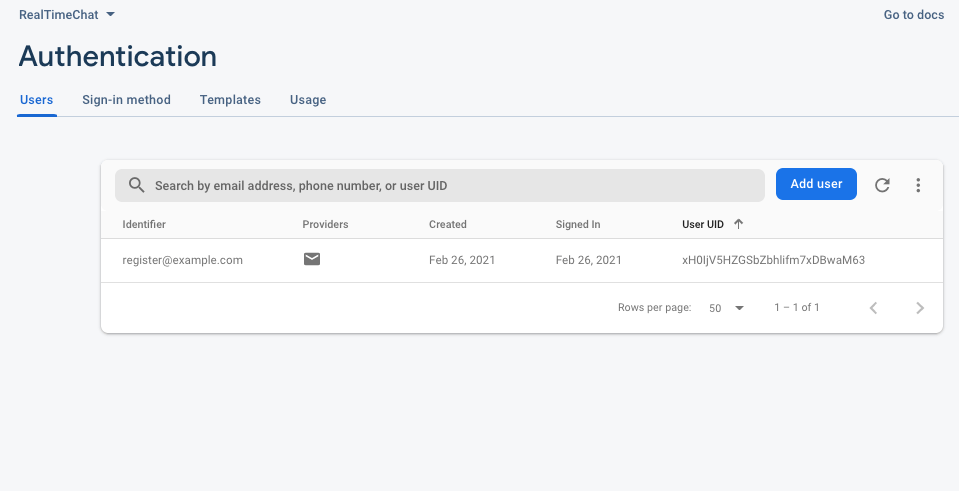 RealTimeChat Go to docs
Authentication
Users Sign-in method Templates Usage
Search by email address, phone number, or user UID Add user
Identifier Providers Created Signed In User UID
register@example.com Feb 26, 2021 Feb 26, 2021 xH0IjV5HZGSbZbhlifm7xDBwaM63
Rows per page: 50 1 – 1 of 1